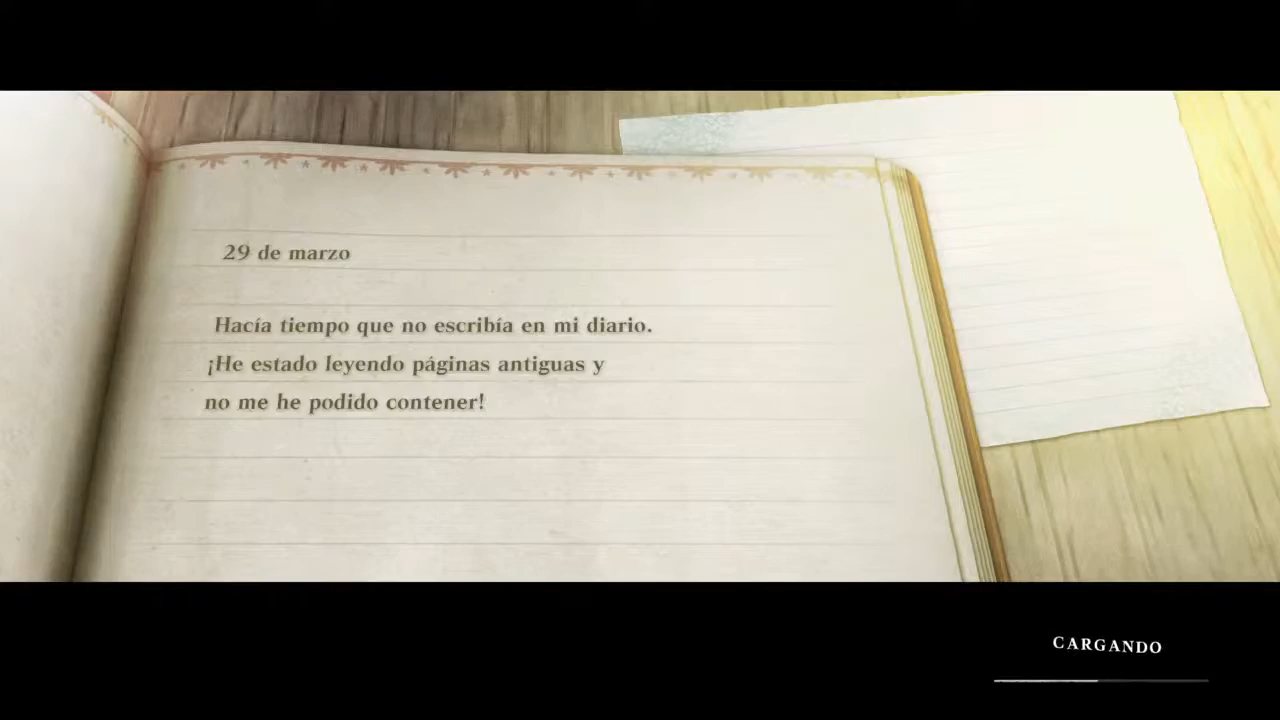 29 de marzo
Hacía tiempo que no escribía en mi diario.
¡He estado leyendo páginas antiguas y
no me he podido contener!
CARGANDO